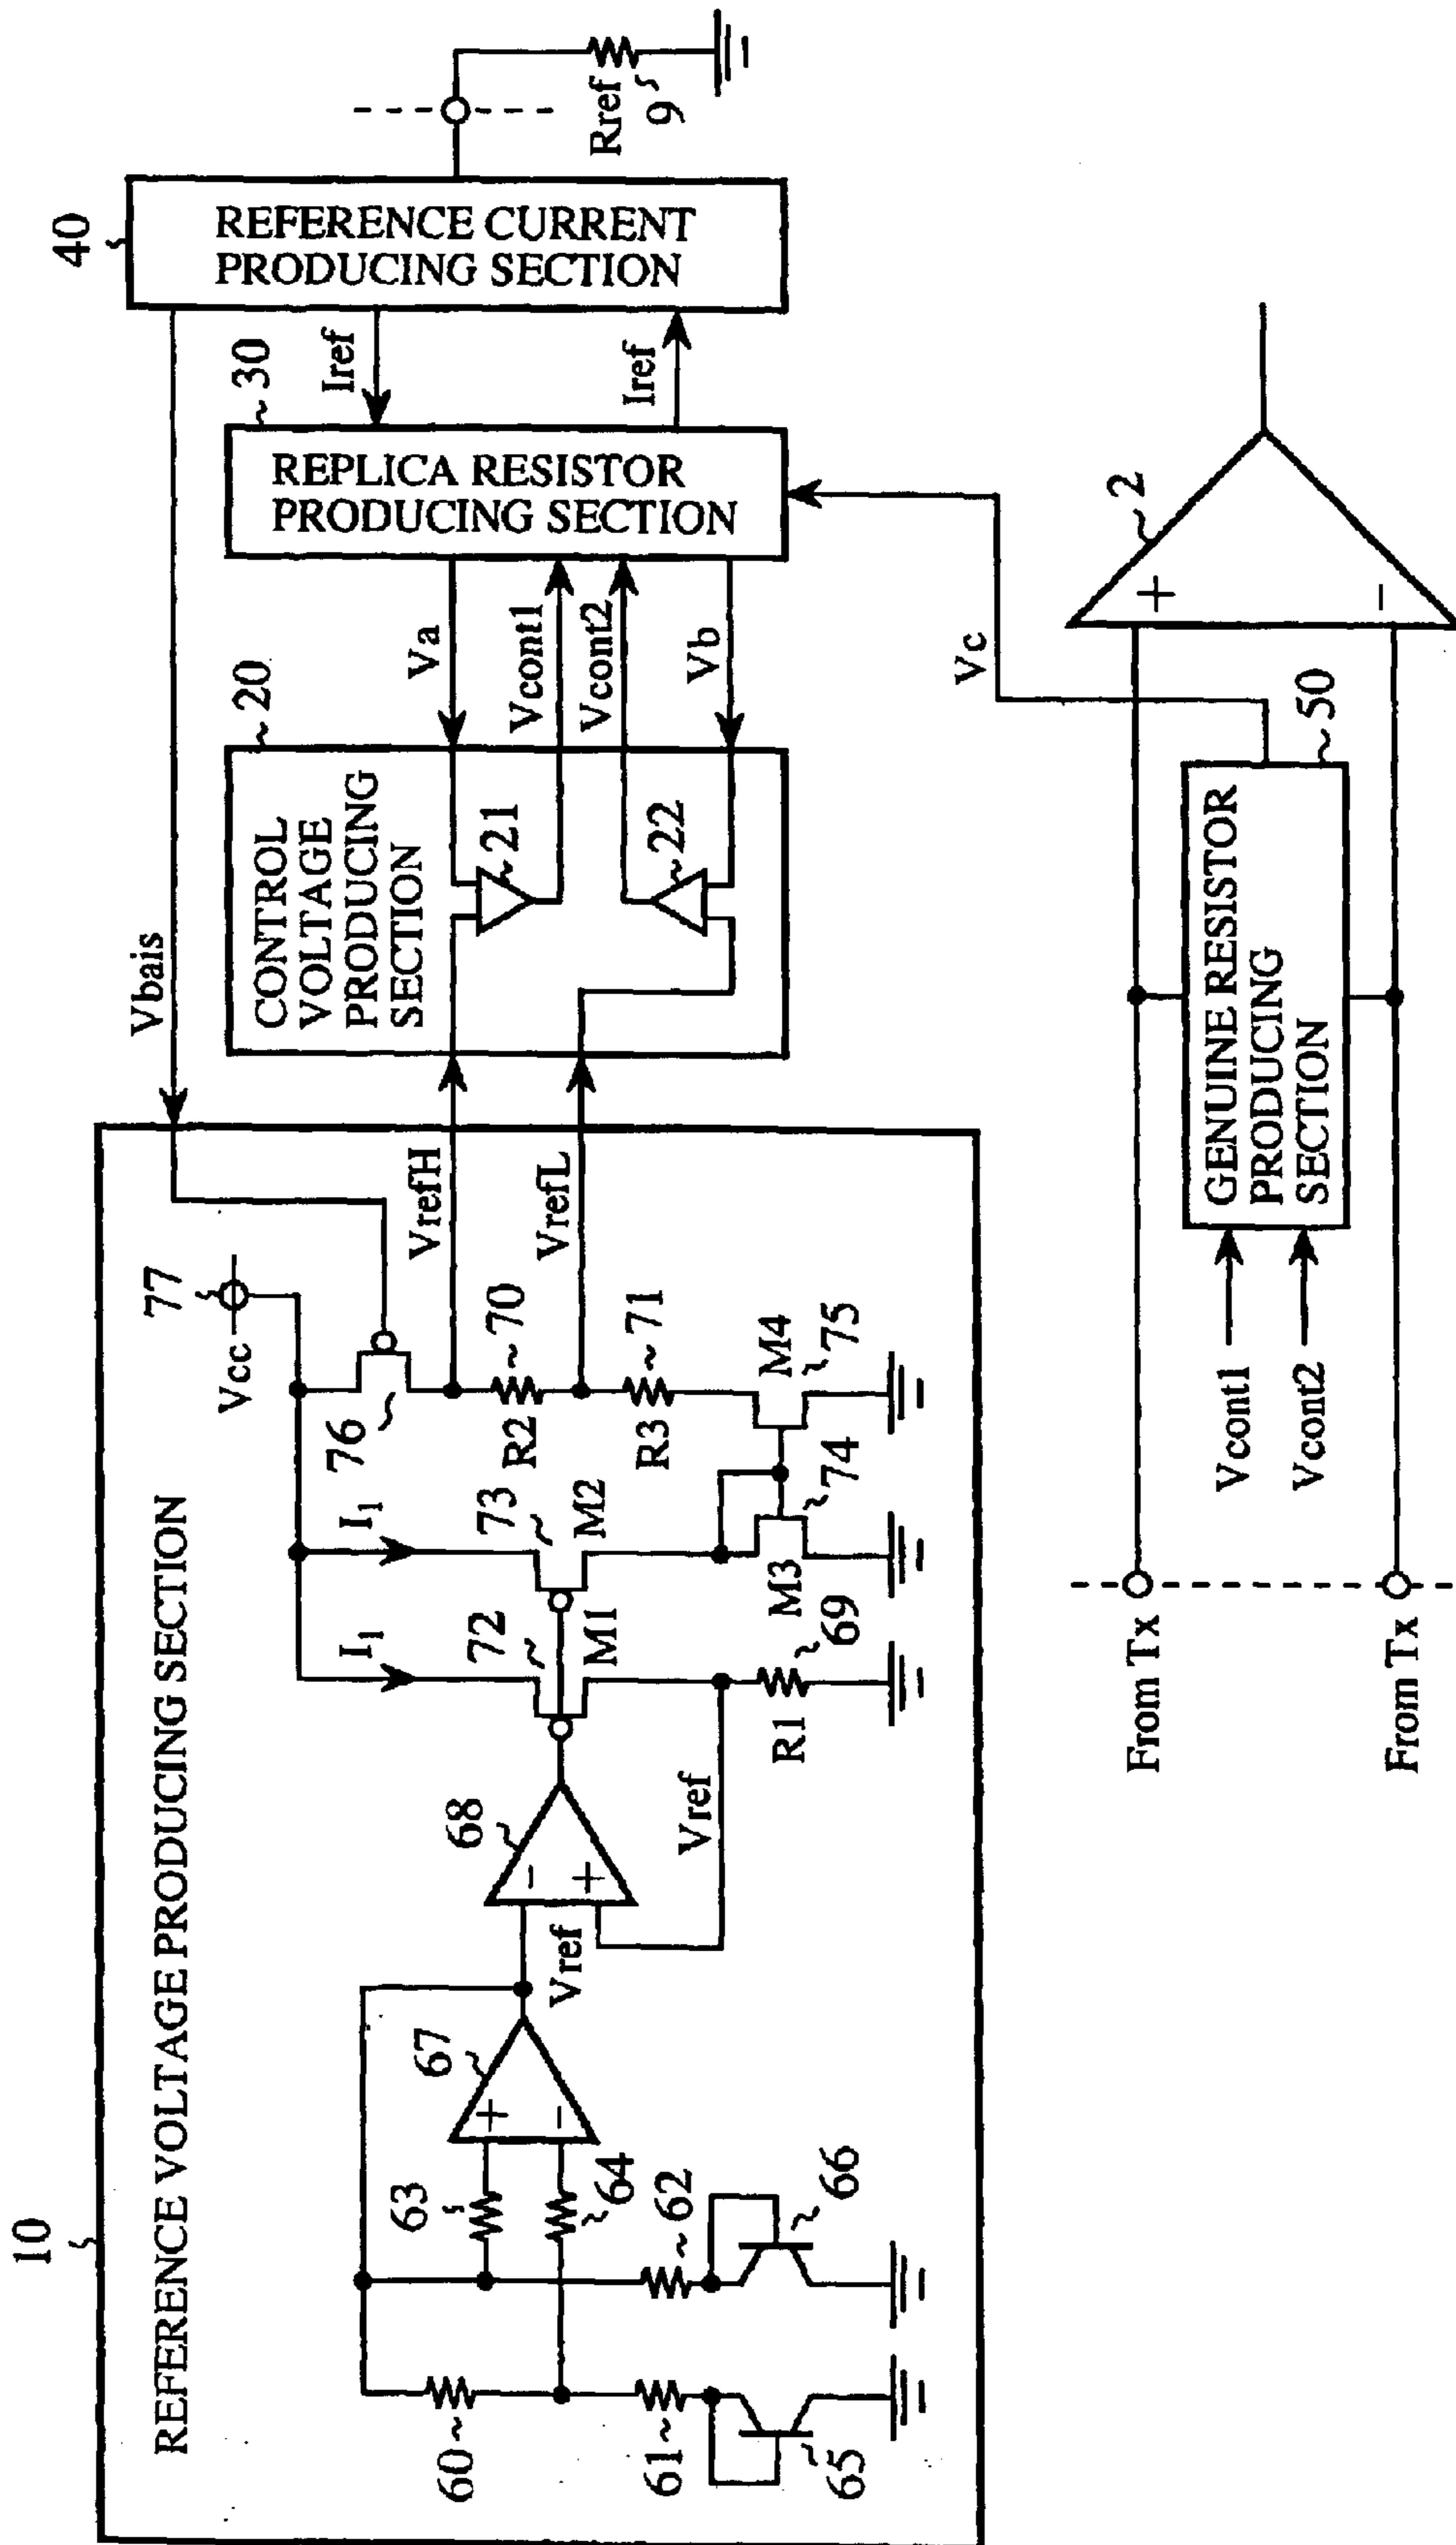 10
REFERENCE VOLTAGE PRODUCING SECTION
60
61
65
62
66
63
64
67
Vref
68
Vref
I1
I1
72
M1
73
M2
R1
69
M3
74
M4
75
R2
70
R3
71
76
Vcc
77
VrefH
VrefL
Vbais
20
CONTROL
VOLTAGE
PRODUCING
SECTION
21
22
Va
Vcont1
Vcont2
Vb
30
REPLICA RESISTOR
PRODUCING SECTION
Iref
Iref
40
REFERENCE CURRENT
PRODUCING SECTION
Rref
9
From Tx
From Tx
Vcont1
Vcont2
GENUINE RESISTOR
PRODUCING
SECTION
50
Vc
2
+
−
+
−
−
+